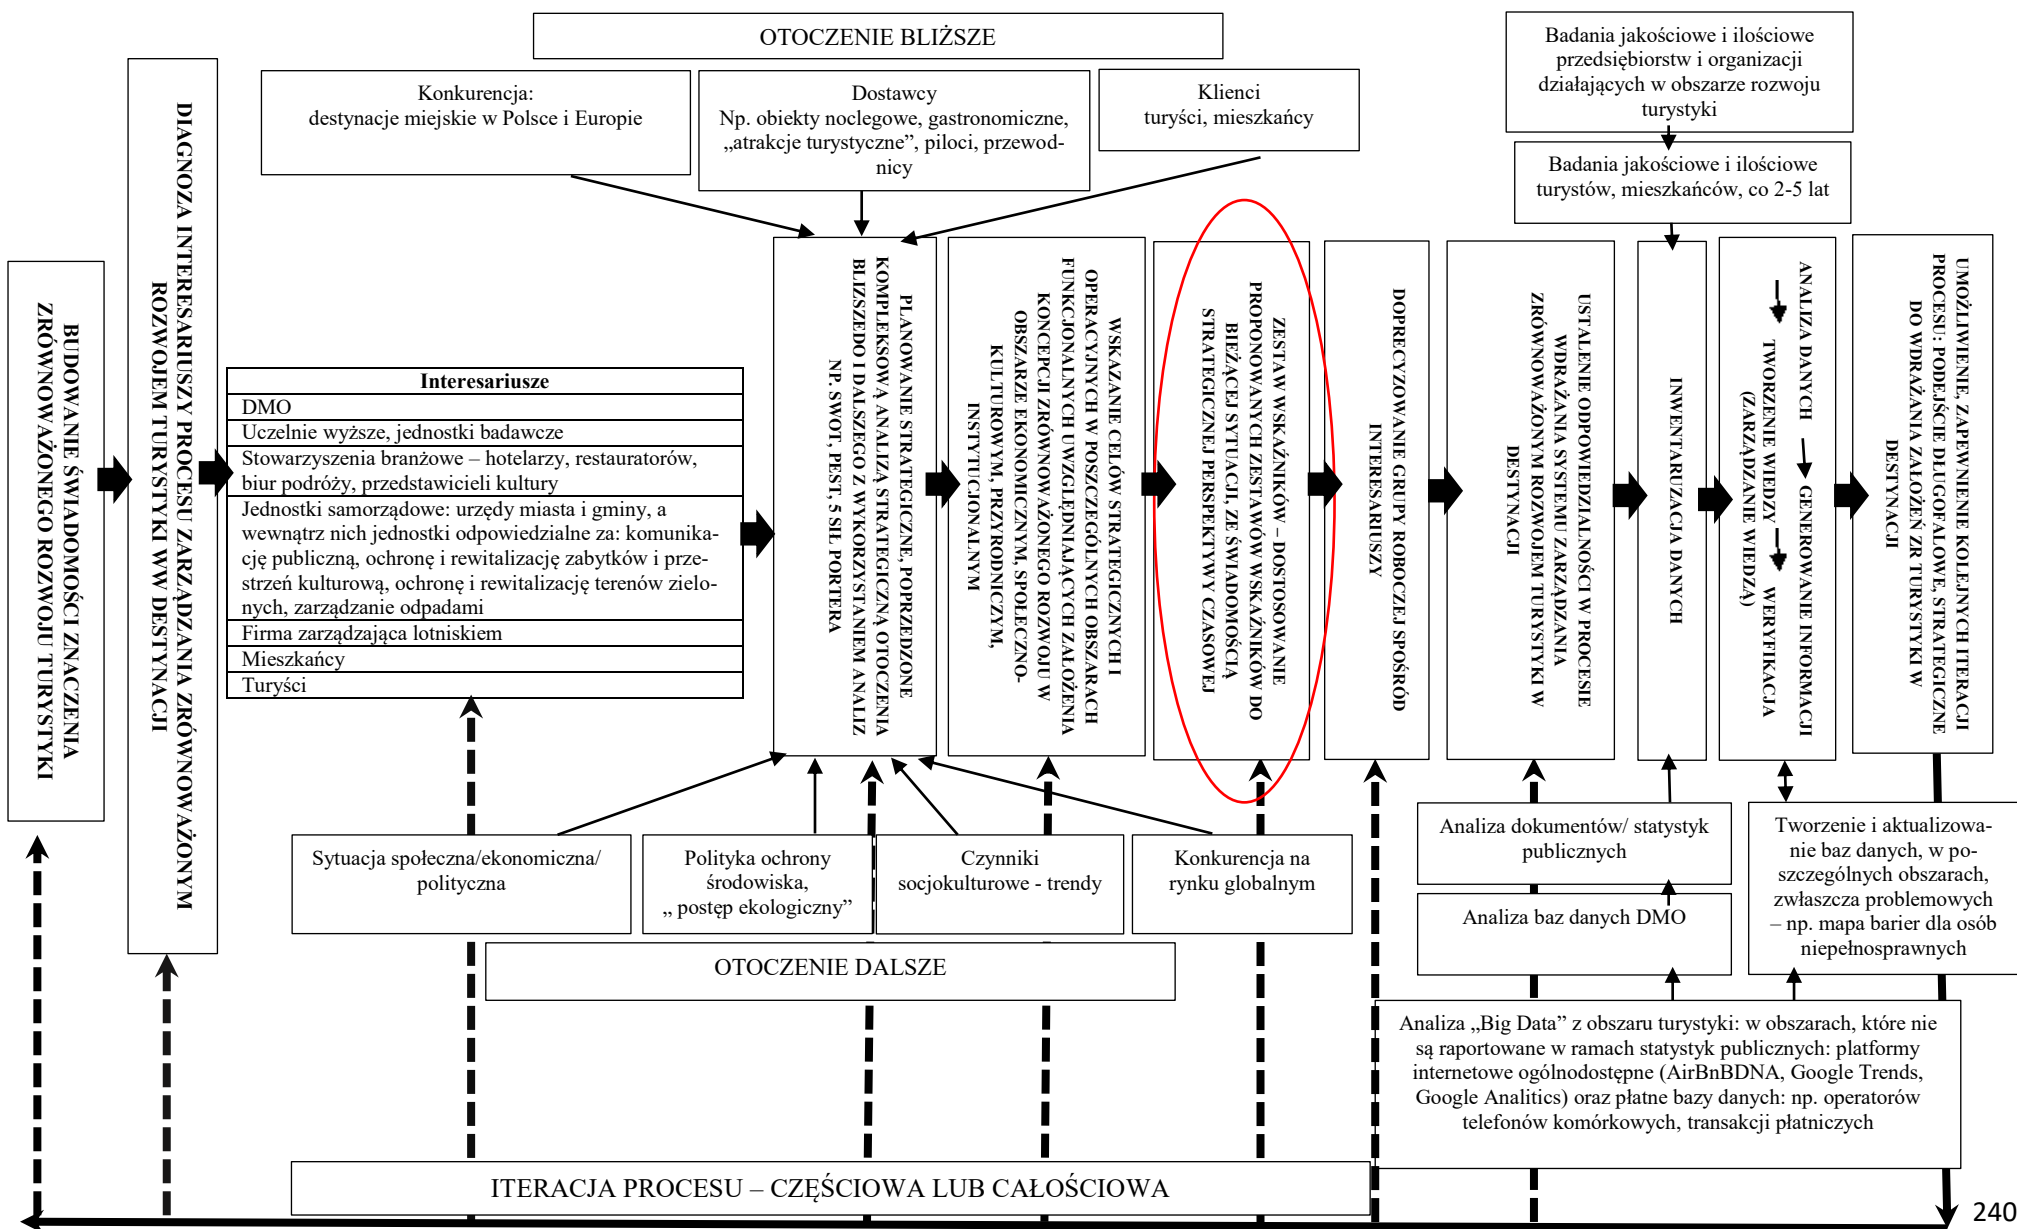 OTOCZENIE BLIŻSZE
Konkurencja:
destynacje miejskie w Polsce i Europie
Dostawcy
Np. obiekty noclegowe, gastronomiczne,
„atrakcje turystyczne”, piloci, przewod-
nicy
Klienci
turyści, mieszkańcy
Badania jakościowe i ilościowe
przedsiębiorstw i organizacji
działających w obszarze rozwoju
turystyki
Badania jakościowe i ilościowe
turystów, mieszkańców, co 2-5 lat
BUDOWANIE ŚWIADOMOŚCI ZNACZENIA
ZRÓWNOWAŻONEGO ROZWOJU TURYSTYKI
DIAGNOZA INTERESARIUSZY PROCESU ZARZĄDZANIA ZRÓWNOWAŻONYM
ROZWOJEM TURYSTYKI WW DESTYNACJI
Interesariusze
DMO
Uczelnie wyższe, jednostki badawcze
Stowarzyszenia branżowe – hotelarzy, restauratorów,
biur podróży, przedstawicieli kultury
Jednostki samorządowe: urzędy miasta i gminy, a
wewnątrz nich jednostki odpowiedzialne za: komunika-
cję publiczną, ochronę i rewitalizację zabytków i prze-
strzeń kulturową, ochronę i rewitalizację terenów zielo-
nych, zarządzanie odpadami
Firma zarządzająca lotniskiem
Mieszkańcy
Turyści
PLANOWANIE STRATEGICZNE, POPRZEDZONE
KOMPLEKSOWĄ ANALIZĄ STRATEGICZNĄ OTOCZENIA
BLIZSZEDO I DALSZEGO Z WYKORZYSTANIEM ANALIZ
NP. SWOT, PEST, 5 SIŁ PORTERA
WSKAZANIE CELÓW STRATEGICZNYCH I
OPERACYJNYCH W POSZCZEGÓLNYCH OBSZARACH
FUNKCJONALNYCH UWZGLĘDNIAJĄCYCH ZAŁOŻENIA
KONCEPCJI ZRÓWNOWAŻONEGO ROZWOJU W
OBSZARZE EKONOMICZNYM, SPOŁECZNO-
KULTUROWYM, PRZYRODNICZYM,
INSTYTUCIONALNYM
ZESTAW WSKAŹNIKÓW – DOSTOSOWANIE
PROPONOWANYCH ZESTAWÓW WSKAŹNIKÓW DO
BIEŻĄCEJ SYTUACJI, ZE ŚWIADOMOŚCIĄ
STRATEGICZNEJ PERSPEKTYWY CZASOWEJ
DOPRECYZOWANIE GRUPY ROBOCZEJ SPOŚRÓD
INTERESARIUSZY
USTALENIE ODPOWIEDZIALNOŚCI W PROCESIE
WDRAŻANIA SYSTEMU ZARZĄDZANIA
ZRÓWNOWAŻONYM ROZWOJEM TURYSTYKI W
DESTYNACJI
INWENTARUZACJA DANYCH
ANALIZA DANYCH GENEROWANIE INFORMACJI
TWORZENIE WIEDZY WERYFIKACJA
(ZARZĄDZANIE WIEDZĄ)
UMOŻLIWIENIE, ZAPEWNIENIE KOLEJNYCH ITERACJI
PROCESU: PODEJŚCIE DŁUGOFALOWE, STRATEGICZNE
DO WDRAŻANIA ZAŁOŻEŃ ZR TURYSTYKI W
DESTYNACJI
Sytuacja społeczna/ekonomiczna/
polityczna
Polityka ochrony
środowiska,
„ postęp ekologiczny”
Czynniki
socjokulturowe - trendy
Konkurencja na
rynku globalnym
OTOCZENIE DALSZE
Analiza dokumentów/ statystyk
publicznych
Analiza baz danych DMO
Tworzenie i aktualizowa-
nie baz danych, w po-
szczególnych obszarach,
zwłaszcza problemowych
– np. mapa barier dla osób
niepełnosprawnych
Analiza „Big Data” z obszaru turystyki: w obszarach, które nie
są raportowane w ramach statystyk publicznych: platformy
internetowe ogólnodostępne (AirBnBDNA, Google Trends,
Google Analitics) oraz płatne bazy danych: np. operatorów
telefonów komórkowych, transakcji płatniczych
ITERACJA PROCESU – CZĘŚCIOWA LUB CAŁOŚCIOWA
240